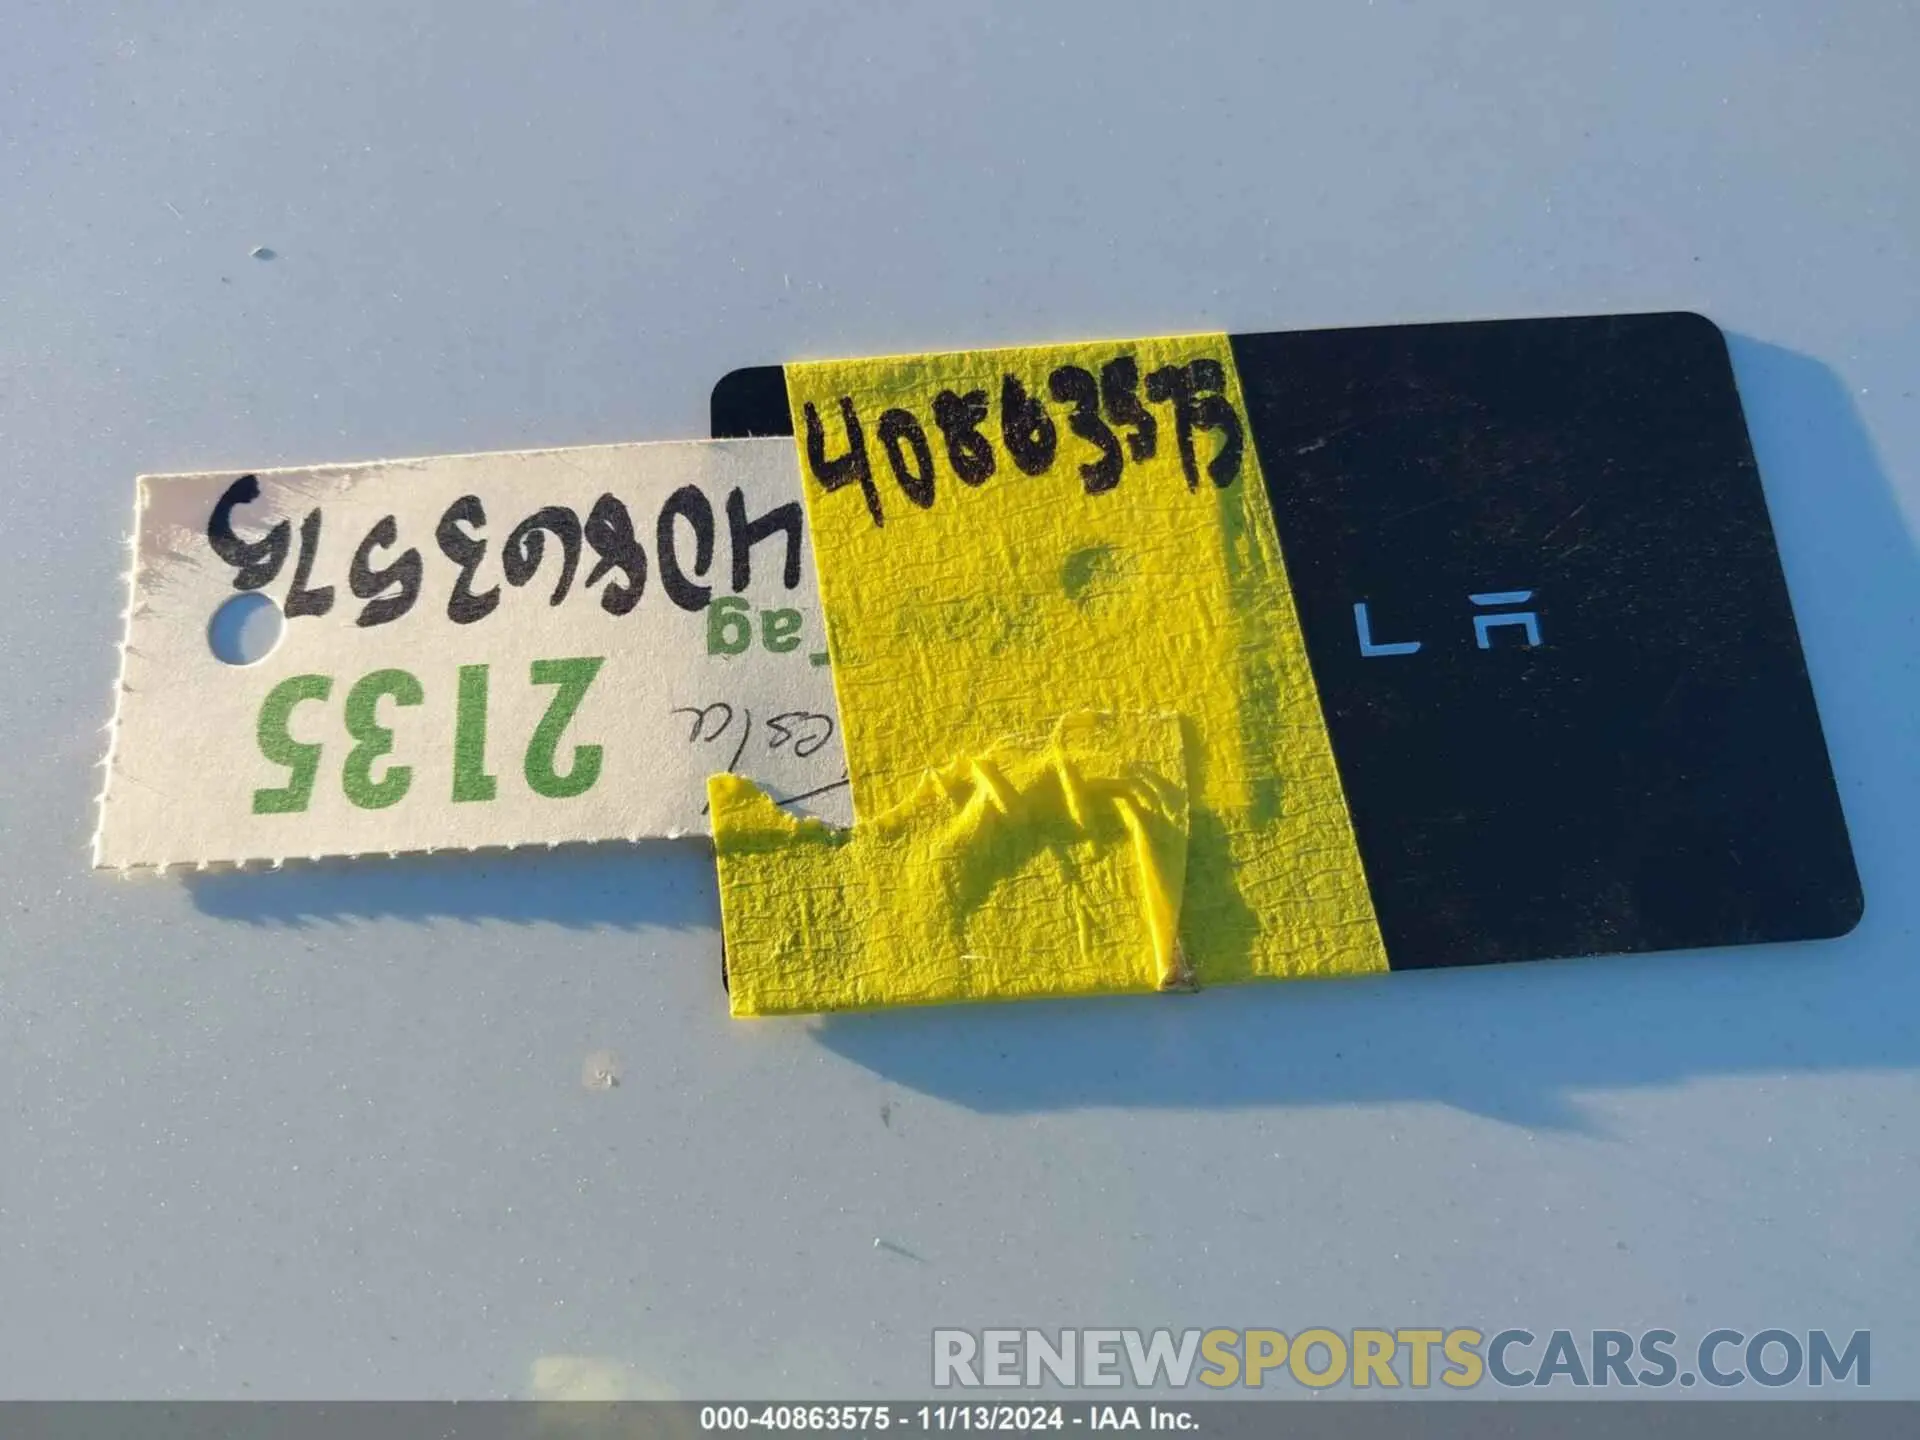 40863575
40863575
Tag
2135
Tesla
L A
RENEWSPORTSCARS.COM
000-40863575 - 11/13/2024 - IAA Inc.